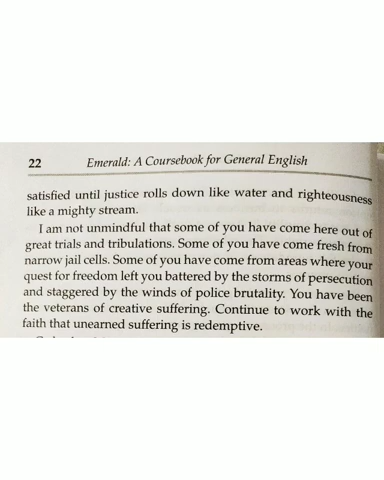 22 Emerald: A Coursebook for General English
satisfied until justice rolls down like water and righteousness
like a mighty stream.
I am not unmindful that some of you have come here out of
great trials and tribulations. Some of you have come fresh from
narrow jail cells. Some of you have come from areas where your
quest for freedom left you battered by the storms of persecution
and staggered by the winds of police brutality. You have been
the veterans of creative suffering. Continue to work with the
faith that unearned suffering is redemptive.